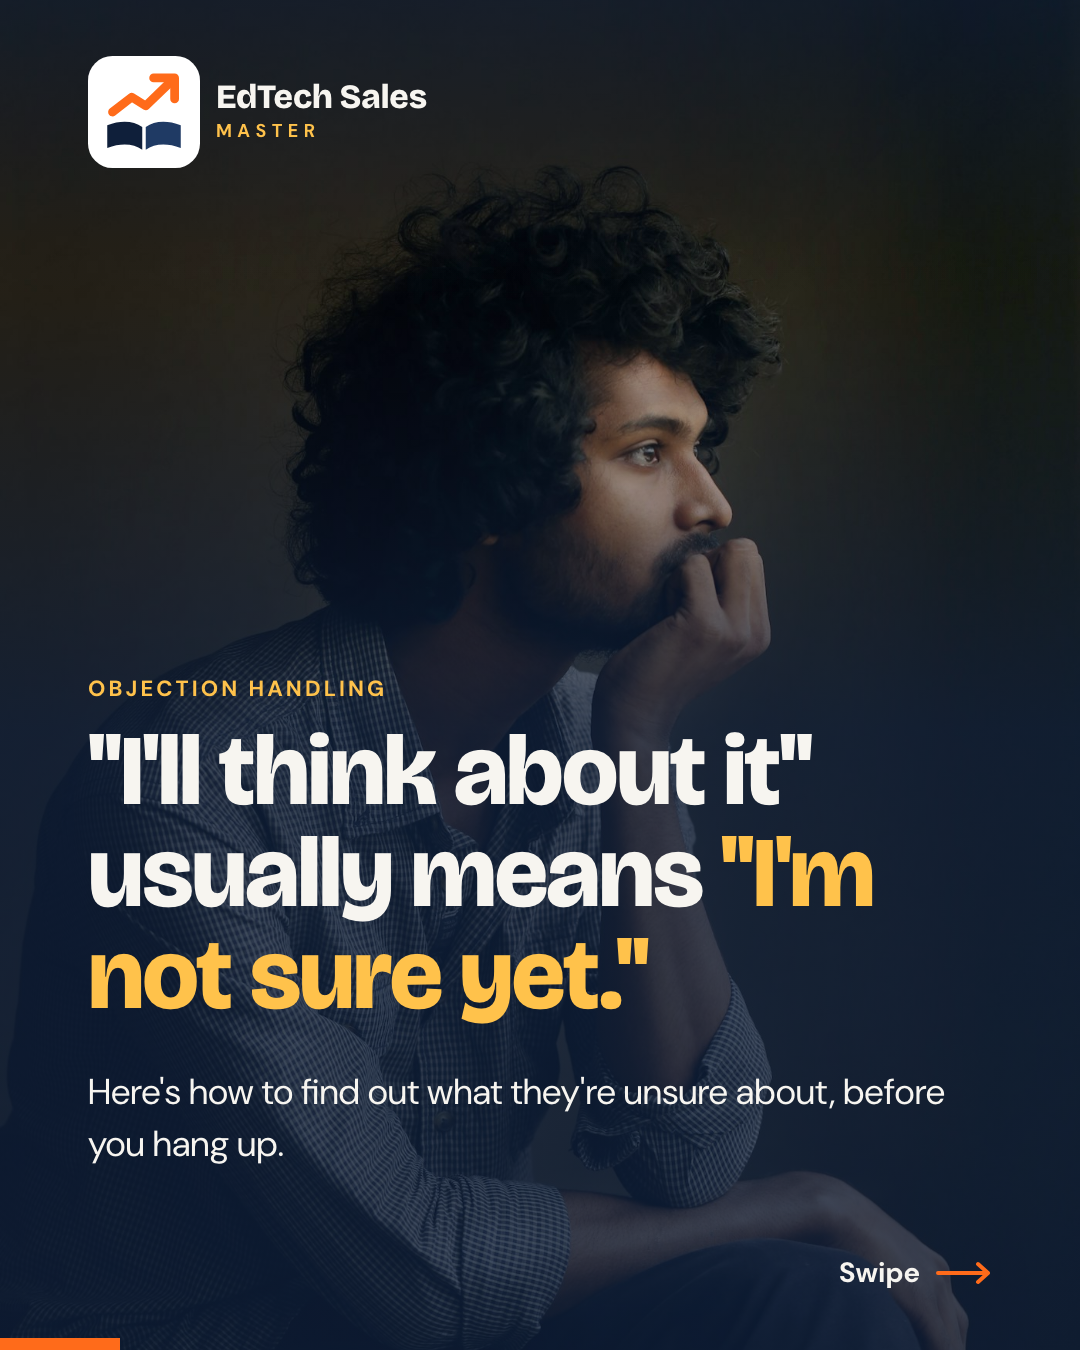 EdTech Sales
MASTER
OBJECTION HANDLING
"I'll think about it"
usually means "I'm
not sure yet."
Here's how to find out what they're unsure about, before
you hang up.
Swipe